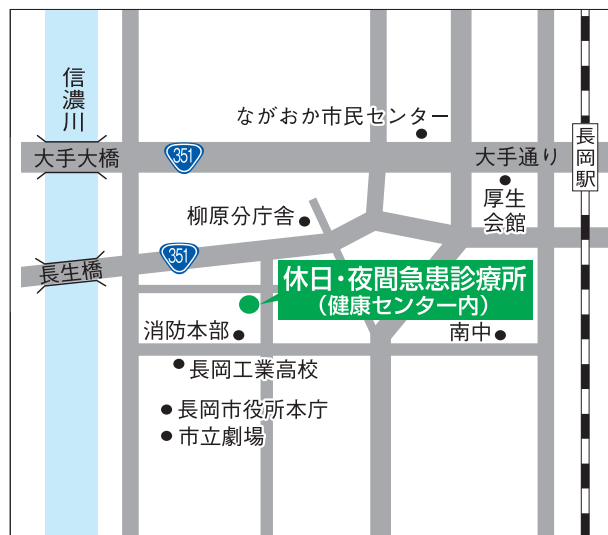 信濃川
ながおか市民センター
大手大橋
351
大手通り
長岡駅
厚生
会館
柳原分庁舎
351
長生橋
休日・夜間急患診療所
（健康センター内）
消防本部
南中
長岡工業高校
長岡市役所本庁
市立劇場